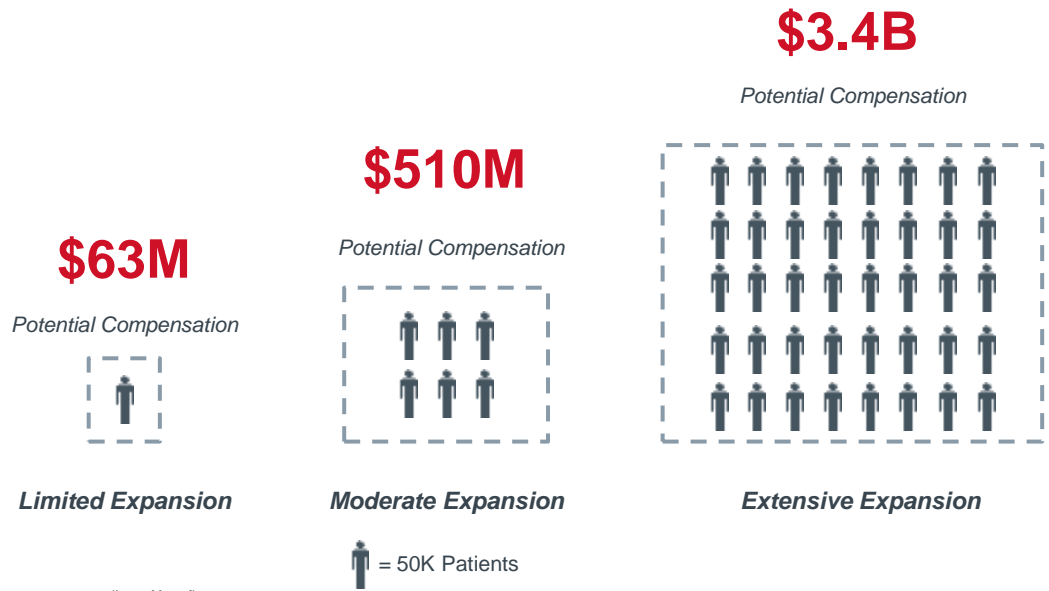 $3.4B
Potential Compensation
$510M
Potential Compensation
$63M
Potential Compensation
Limited Expansion
Moderate Expansion
Extensive Expansion
= 50K Patients